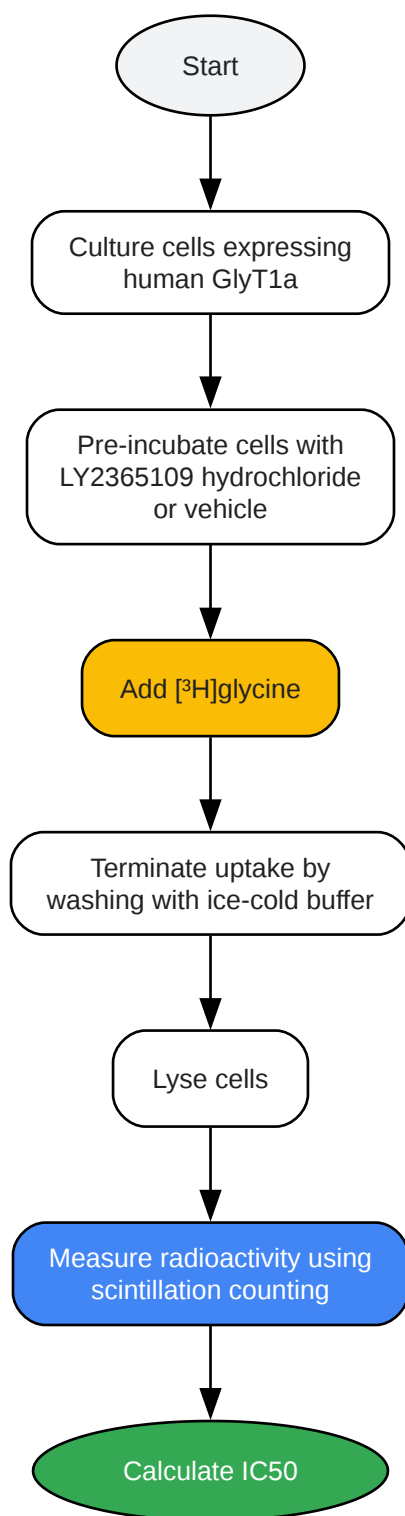 Start
Culture cells expressing
human GlyT1a
Pre-incubate cells with
LY2365109 hydrochloride
or vehicle
Add [³H]glycine
Terminate uptake by
washing with ice-cold buffer
Lyse cells
Measure radioactivity using
scintillation counting
Calculate IC50